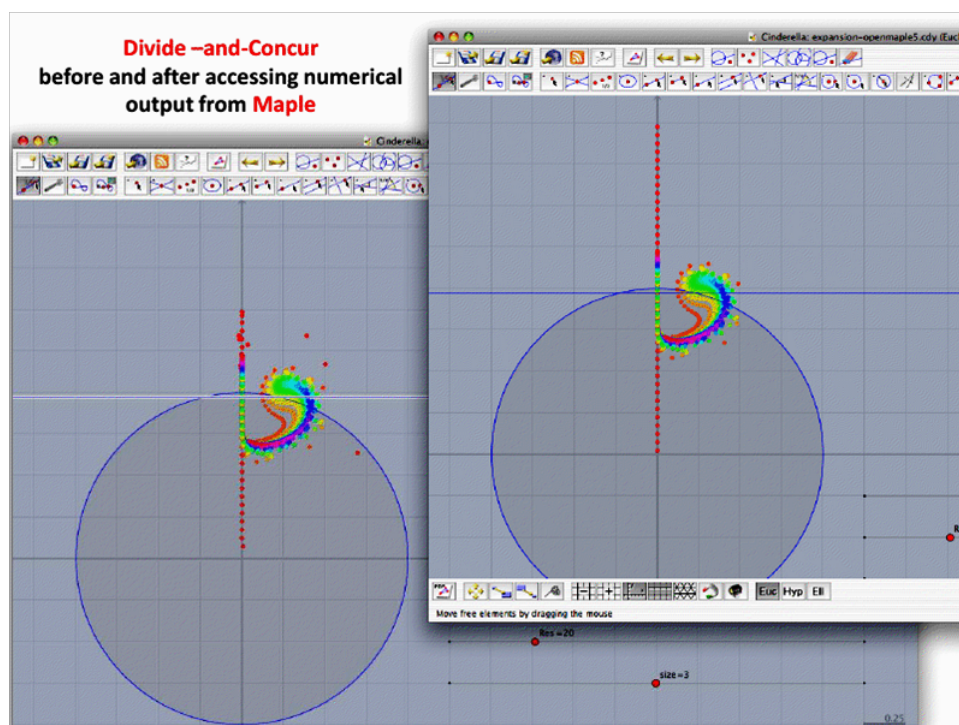 Divide –and-Concur
before and after accessing numerical
output from Maple
Cinderella: expansion-openmaple5.cdy (Euc
Cinderella:
R
Euc Hyp Ell
Move free elements by dragging the mouse
Res=20
size=3
0.25